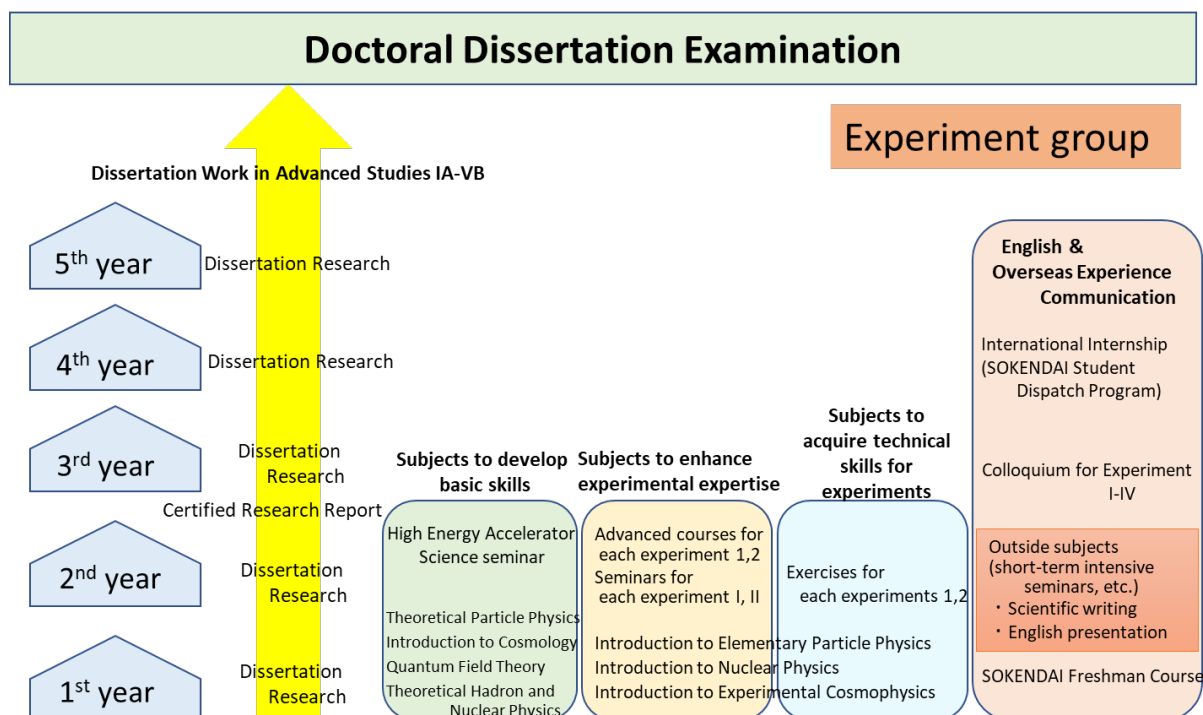 Doctoral Dissertation Examination
Experiment group
Dissertation Work in Advanced Studies IA-VB
5th year
Dissertation Research
4th year
Dissertation Research
3rd year
Dissertation
Research
Certified Research Report
2nd year
Dissertation
Research
1st year
Dissertation
Research
Subjects to develop
basic skills
High Energy Accelerator
Science seminar
Theoretical Particle Physics
Introduction to Cosmology
Quantum Field Theory
Theoretical Hadron and
Nuclear Physics
Subjects to enhance
experimental expertise
Advanced courses for
each experiment 1,2
Seminars for
each experiment I, II
Introduction to Elementary Particle Physics
Introduction to Nuclear Physics
Introduction to Experimental Cosmophysics
Subjects to
acquire technical
skills for
experiments
Exercises for
each experiments 1,2
English &
Overseas Experience
Communication
International Internship
(SOKENDAI Student
Dispatch Program)
Colloquium for Experiment
I-IV
Outside subjects
(short-term intensive
seminars, etc.)
・Scientific writing
・English presentation
SOKENDAI Freshman Course